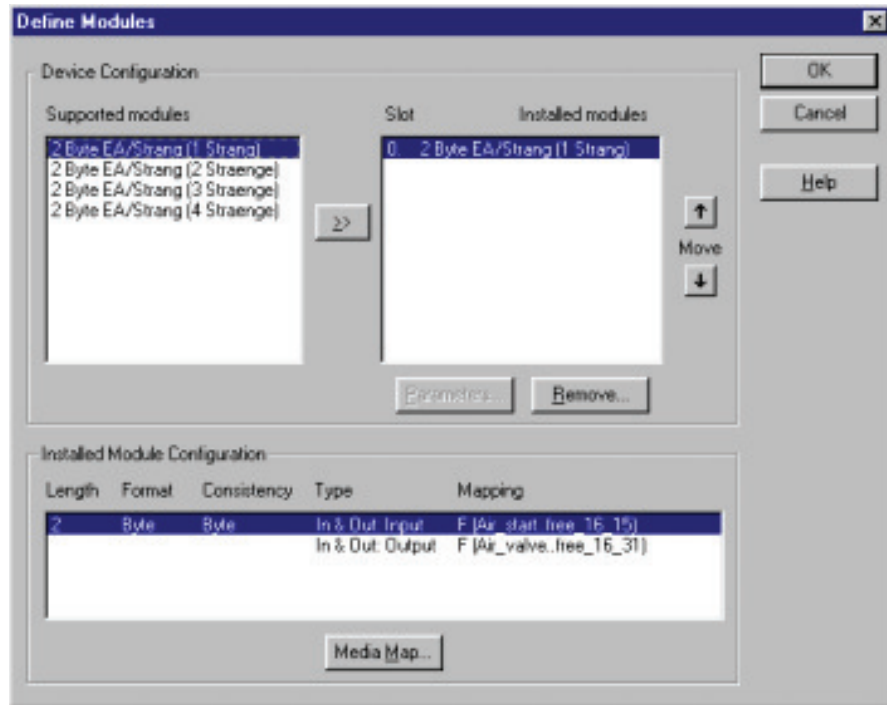 Define Modules
Device Configuration
OK
Supported modules
Slot
Installed modules
Cancel
2 Byte EA/Strang (1 Strang)
0.
2 Byte EA/Strang (1 Strang)
2 Byte EA/Strang (2 Straenge)
2 Byte EA/Strang (3 Straenge)
2 Byte EA/Strang (4 Straenge)
Help
>>
Move
Parameters...
Remove...
Installed Module Configuration
Length Format Consistency Type Mapping
2 Byte Byte In & Out: Input F (Air_start..free_16_15)
In & Out: Output F (Air_valve..free_16_31)
Media Map...